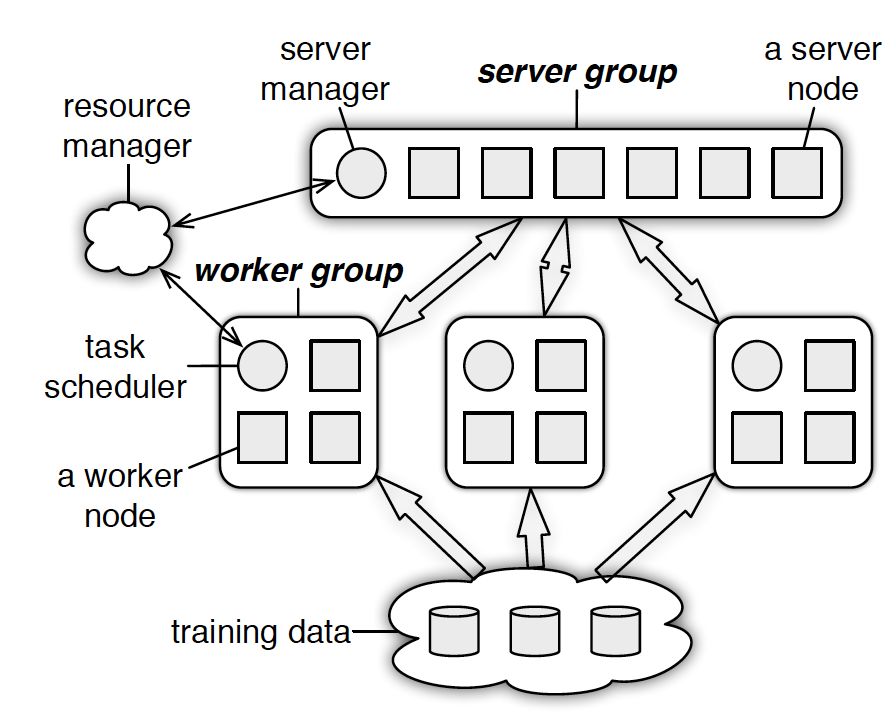 server
manager
server group
a server
node
resource
manager
worker group
task
scheduler
a worker
node
training data